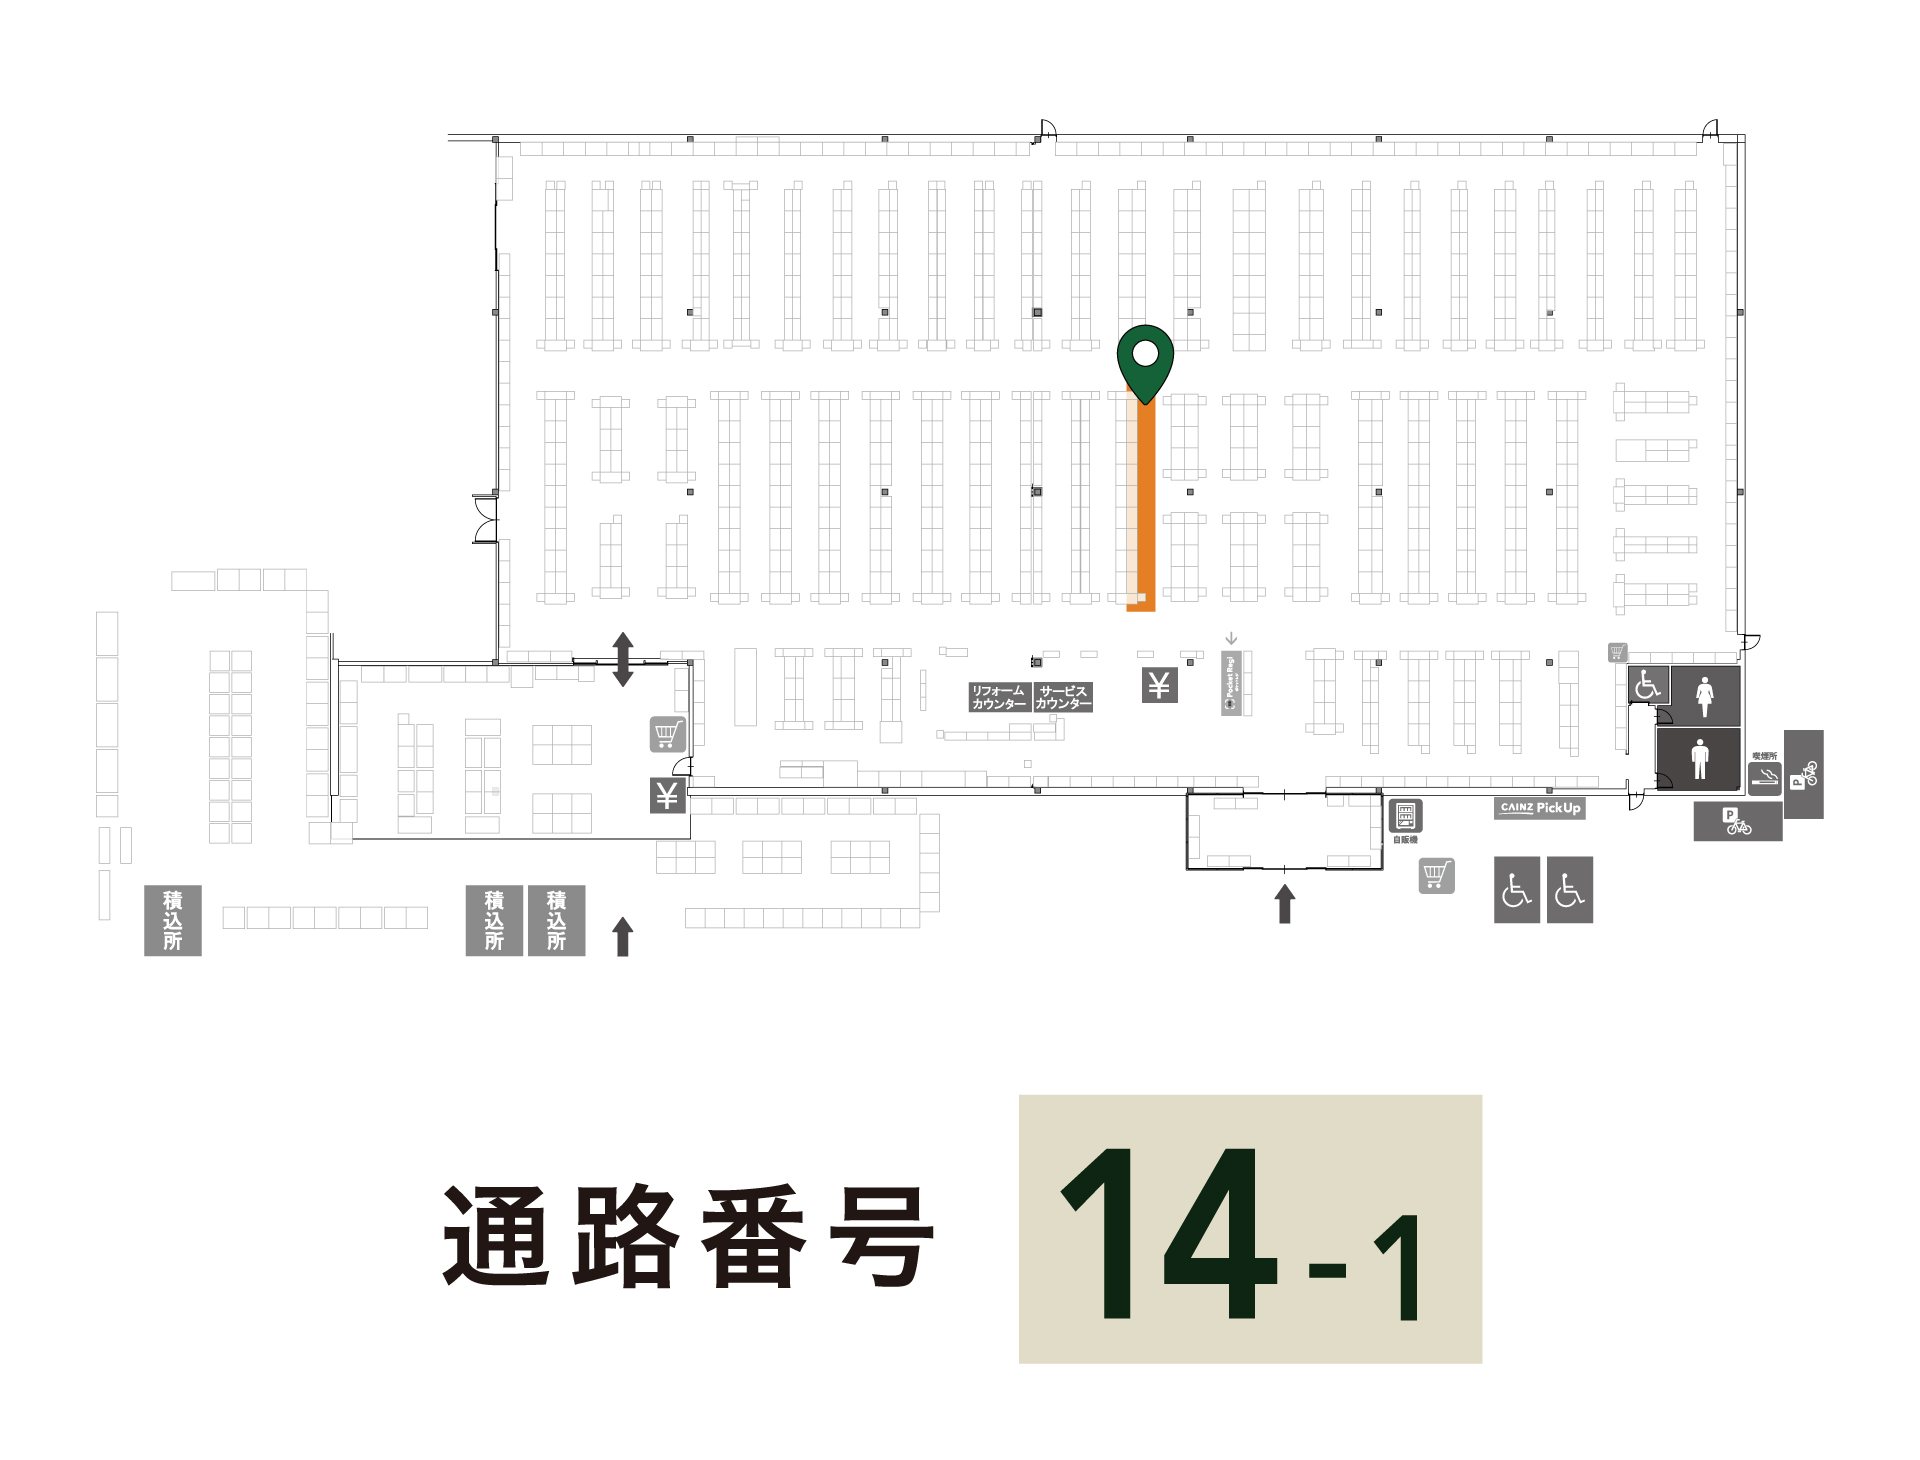 リフォーム
カウンター
サービス
カウンター
¥
Pocket Regi
¥
喫煙所
P
P
CAINZ PickUp
自販機
積込所
積込所
積込所
通路番号 14-1